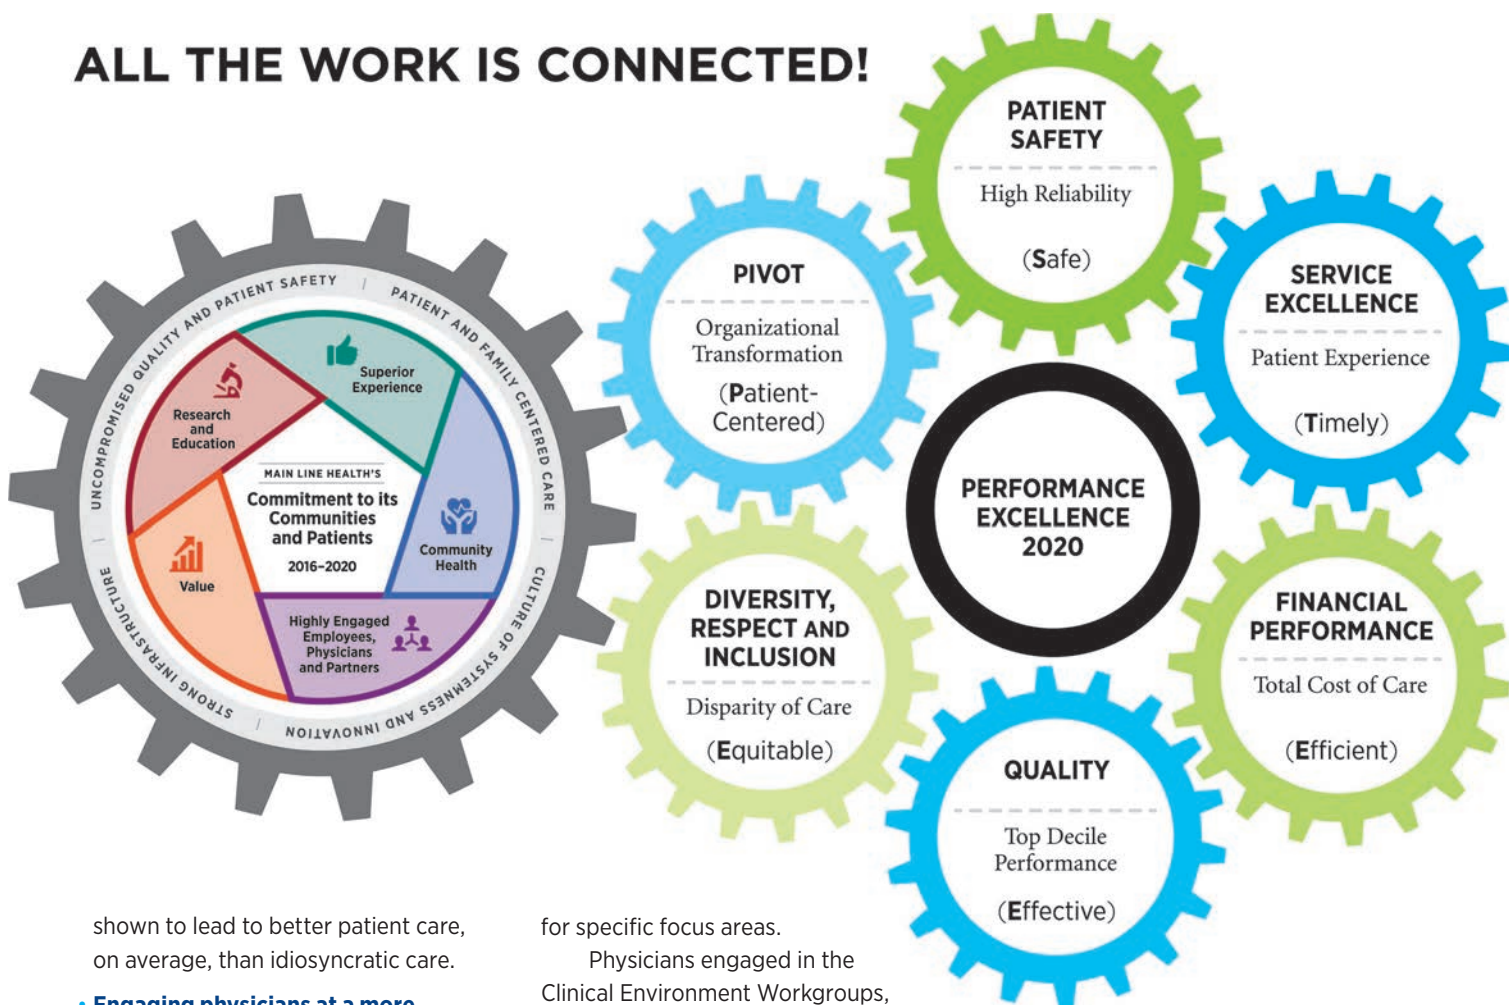 ALL THE WORK IS CONNECTED!
UNCOMPROMISED QUALITY AND PATIENT SAFETY | PATIENT AND FAMILY CENTERED CARE | CULTURE OF SYSTEMNESS AND INNOVATION | STRONG INFRASTRUCTURE |
Superior
Experience
Research
and
Education
MAIN LINE HEALTH'S
Commitment to its
Communities
and Patients
2016–2020
Community
Health
Value
Highly Engaged
Employees,
Physicians
and Partners
PIVOT
Organizational
Transformation
(Patient-
Centered)
PATIENT
SAFETY
High Reliability
(Safe)
SERVICE
EXCELLENCE
Patient Experience
(Timely)
PERFORMANCE
EXCELLENCE
2020
DIVERSITY,
RESPECT AND
INCLUSION
Disparity of Care
(Equitable)
FINANCIAL
PERFORMANCE
Total Cost of Care
(Efficient)
QUALITY
Top Decile
Performance
(Effective)
shown to lead to better patient care,
on average, than idiosyncratic care.
• Engaging physicians at a more
for specific focus areas.
Physicians engaged in the
Clinical Environment Workgroups,